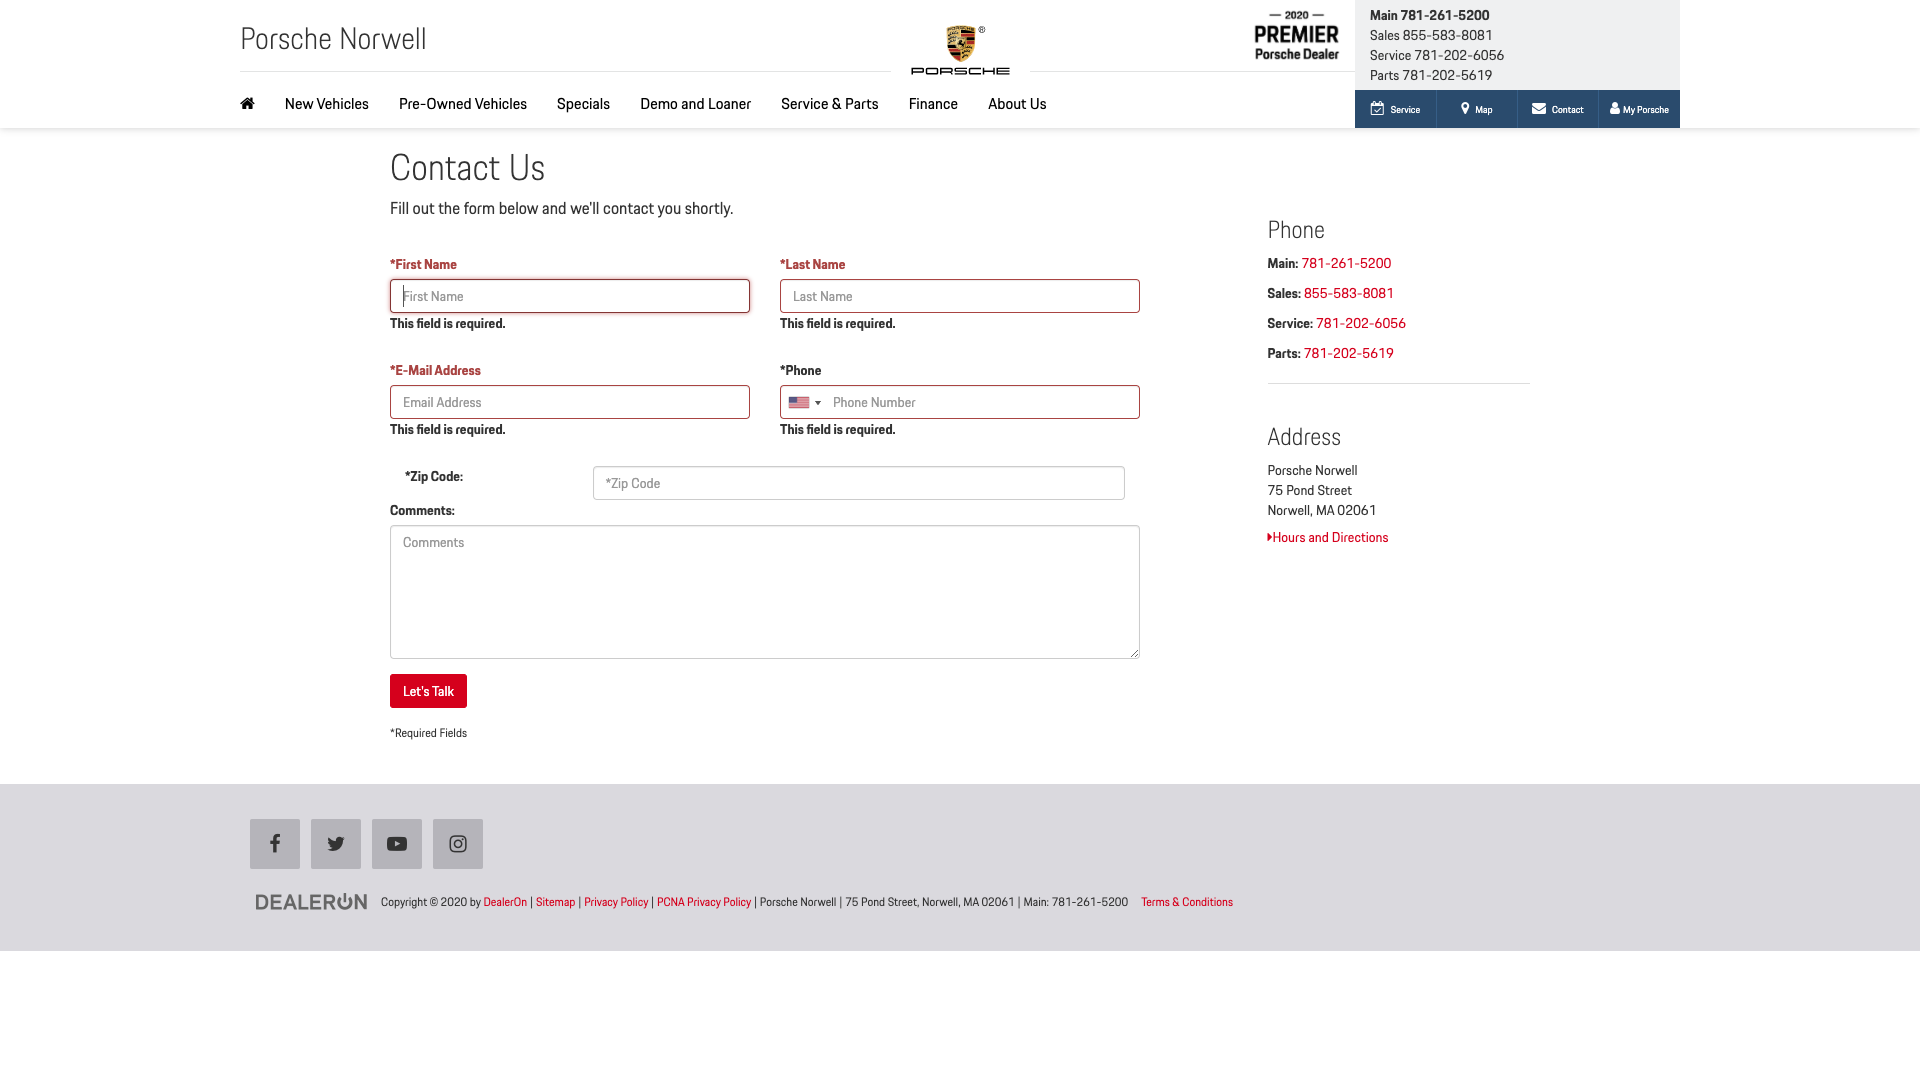 Porsche Norwell
®
PORSCHE
2020
PREMIER
Porsche Dealer
Main 781-261-5200
Sales 855-583-8081
Service 781-202-6056
Parts 781-202-5619
New Vehicles
Pre-Owned Vehicles
Specials
Demo and Loaner
Service & Parts
Finance
About Us
Service
Map
Contact
My Porsche
Contact Us
Fill out the form below and we'll contact you shortly.
*First Name
First Name
This field is required.
*Last Name
Last Name
This field is required.
*E-Mail Address
Email Address
This field is required.
*Phone
Phone Number
This field is required.
*Zip Code:
*Zip Code
Comments:
Comments
Let's Talk
*Required Fields
Phone
Main: 781-261-5200
Sales: 855-583-8081
Service: 781-202-6056
Parts: 781-202-5619
Address
Porsche Norwell
75 Pond Street
Norwell, MA 02061
Hours and Directions
DEALERON Copyright © 2020 by DealerOn | Sitemap | Privacy Policy | PCNA Privacy Policy | Porsche Norwell | 75 Pond Street, Norwell, MA 02061 | Main: 781-261-5200 Terms & Conditions